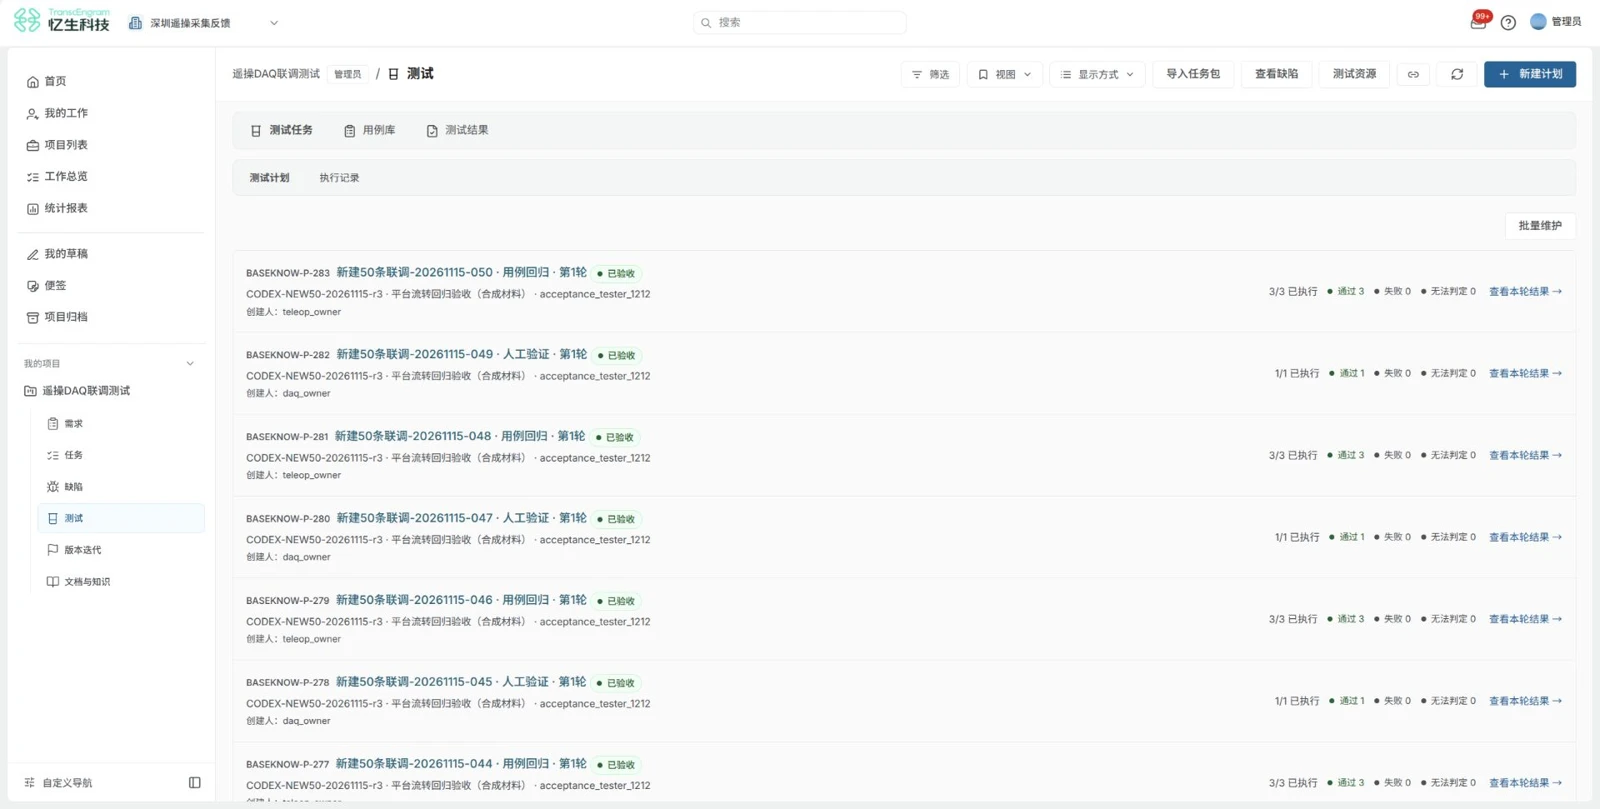 TranscEngram
忆生科技
深圳遥操采集反馈
搜索
99+
管理员
首页
我的工作
项目列表
工作总览
统计报表
我的草稿
便签
项目归档
我的项目
遥操DAQ联调测试
需求
任务
缺陷
测试
版本迭代
文档与知识
自定义导航
遥操DAQ联调测试 管理员 / 测试
筛选 视图 显示方式 导入任务包 查看缺陷 测试资源 + 新建计划
测试任务 用例库 测试结果
测试计划 执行记录
批量维护
BASEKNOW-P-283 新建50条联调-20261115-050 · 用例回归 · 第1轮 已验收
CODEX-NEW50-20261115-r3 · 平台流转回归验收（合成材料） · acceptance_tester_1212
创建人：teleop_owner
3/3 已执行 通过 3 失败 0 无法判定 0 查看本轮结果 →
BASEKNOW-P-282 新建50条联调-20261115-049 · 人工验证 · 第1轮 已验收
CODEX-NEW50-20261115-r3 · 平台流转回归验收（合成材料） · acceptance_tester_1212
创建人：daq_owner
1/1 已执行 通过 1 失败 0 无法判定 0 查看本轮结果 →
BASEKNOW-P-281 新建50条联调-20261115-048 · 用例回归 · 第1轮 已验收
CODEX-NEW50-20261115-r3 · 平台流转回归验收（合成材料） · acceptance_tester_1212
创建人：teleop_owner
3/3 已执行 通过 3 失败 0 无法判定 0 查看本轮结果 →
BASEKNOW-P-280 新建50条联调-20261115-047 · 人工验证 · 第1轮 已验收
CODEX-NEW50-20261115-r3 · 平台流转回归验收（合成材料） · acceptance_tester_1212
创建人：daq_owner
1/1 已执行 通过 1 失败 0 无法判定 0 查看本轮结果 →
BASEKNOW-P-279 新建50条联调-20261115-046 · 用例回归 · 第1轮 已验收
CODEX-NEW50-20261115-r3 · 平台流转回归验收（合成材料） · acceptance_tester_1212
创建人：teleop_owner
3/3 已执行 通过 3 失败 0 无法判定 0 查看本轮结果 →
BASEKNOW-P-278 新建50条联调-20261115-045 · 人工验证 · 第1轮 已验收
CODEX-NEW50-20261115-r3 · 平台流转回归验收（合成材料） · acceptance_tester_1212
创建人：daq_owner
1/1 已执行 通过 1 失败 0 无法判定 0 查看本轮结果 →
BASEKNOW-P-277 新建50条联调-20261115-044 · 用例回归 · 第1轮 已验收
CODEX-NEW50-20261115-r3 · 平台流转回归验收（合成材料） · acceptance_tester_1212
3/3 已执行 通过 3 失败 0 无法判定 0 查看本轮结果 →